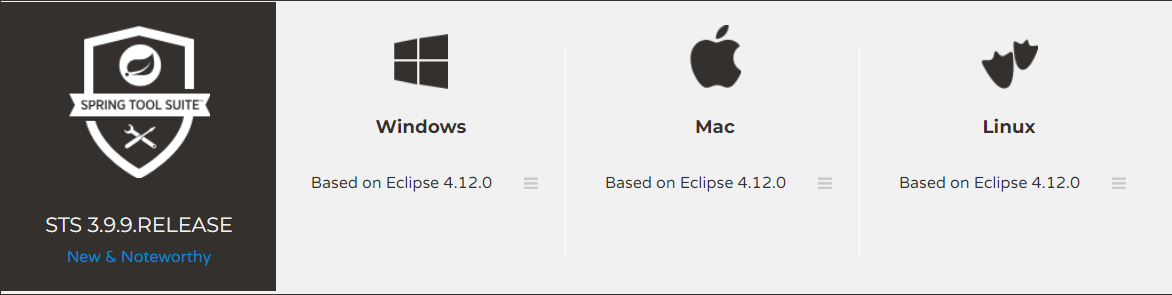 SPRING TOOL SUITE™
STS 3.9.9.RELEASE
New & Noteworthy
Windows
Based on Eclipse 4.12.0
Mac
Based on Eclipse 4.12.0
Linux
Based on Eclipse 4.12.0